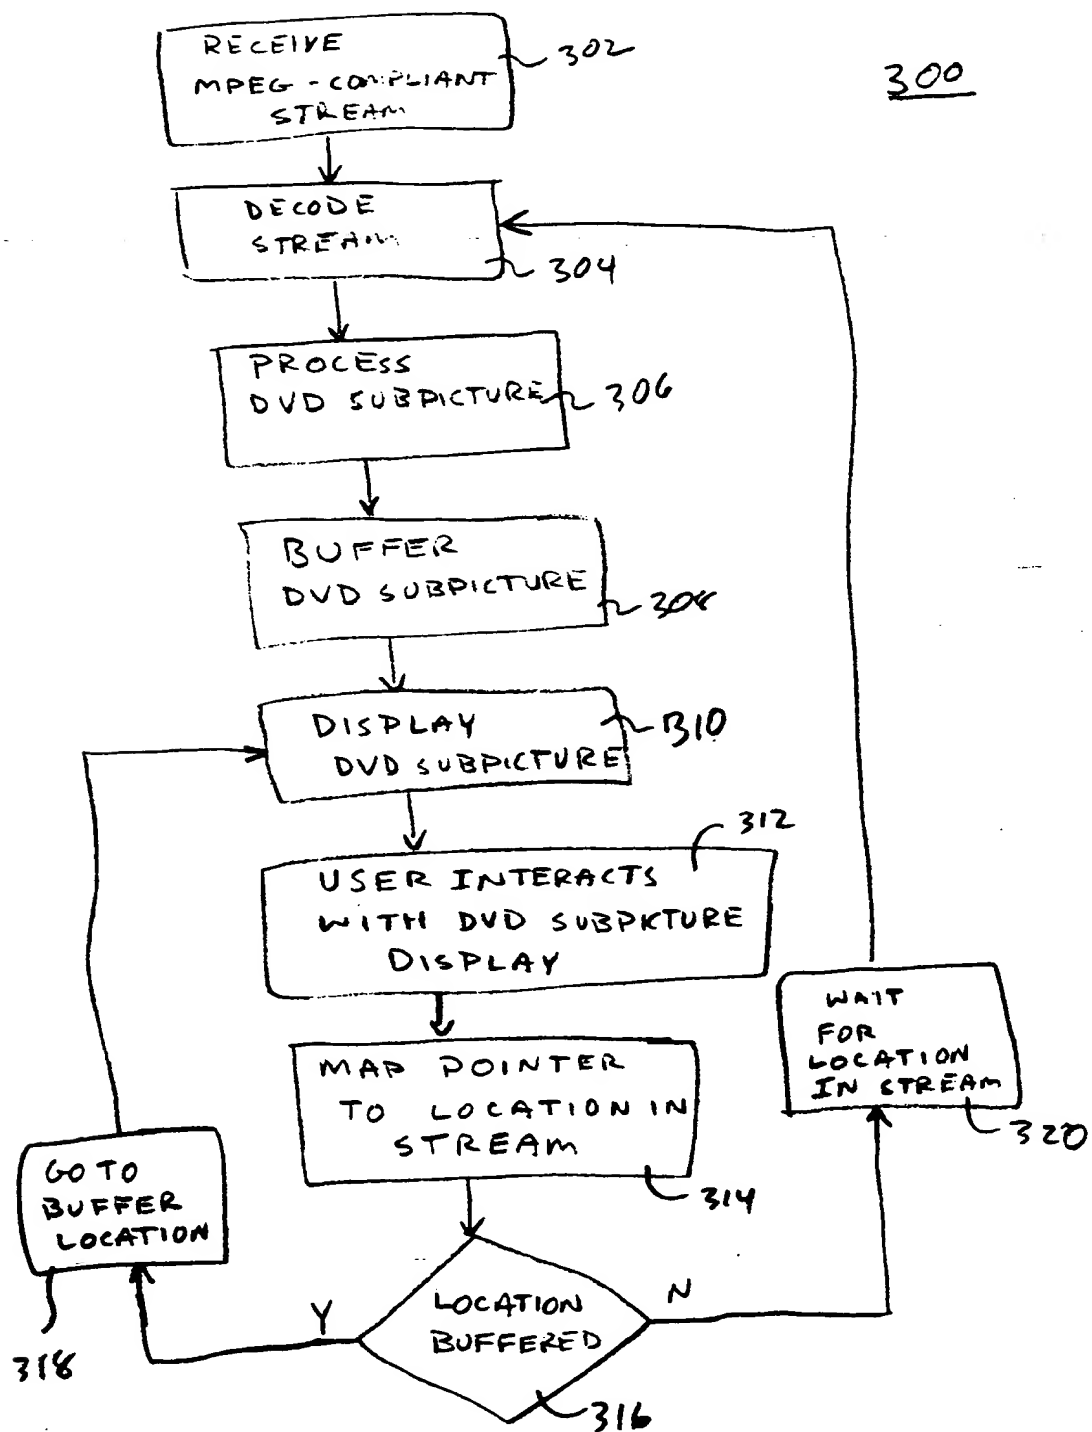 300
RECEIVE
MPEG-COMPLIANT
STREAM
302
DECODE
STREAM
304
PROCESS
DVD SUBPICTURE
306
BUFFER
DVD SUBPICTURE
308
DISPLAY
DVD SUBPICTURE
310
312
USER INTERACTS
WITH DVD SUBPICTURE
DISPLAY
MAP POINTER
TO LOCATION IN
STREAM
314
WAIT
FOR
LOCATION
IN STREAM
320
GO TO
BUFFER
LOCATION
318
Y
LOCATION
BUFFERED
N
316